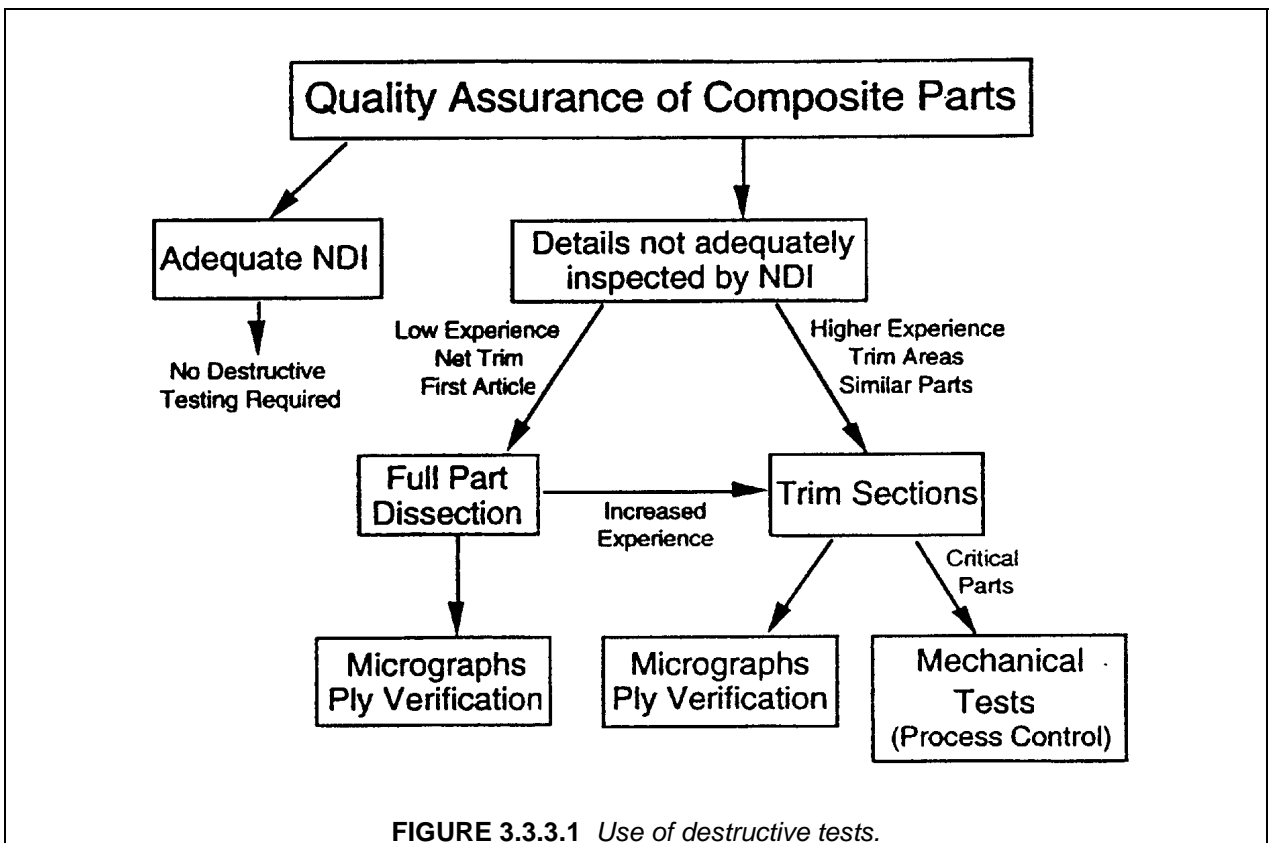 Quality Assurance of Composite Parts
Adequate NDI
Details not adequately
inspected by NDI
No Destructive
Testing Required
Low Experience
Net Trim
First Article
Higher Experience
Trim Areas
Similar Parts
Full Part
Dissection
Increased
Experience
Trim Sections
Critical
Parts
Micrographs
Ply Verification
Micrographs
Ply Verification
Mechanical
Tests
(Process Control)
FIGURE 3.3.3.1 Use of destructive tests.